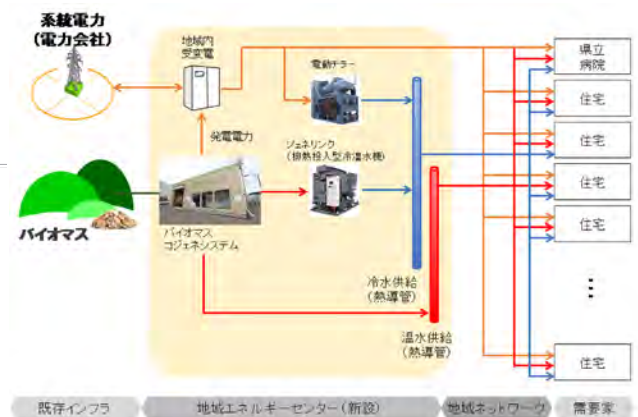 系統電力
(電力会社)
地域内
受変電
電動チラー
発電電力
ジェネリンク
(排熱投入型冷温水機)
バイオマス
バイオマス
コジェネシステム
冷水供給
(熱導管)
温水供給
(熱導管)
県立
病院
住宅
住宅
住宅
住宅
⋮
住宅
既存インフラ
地域エネルギーセンター(新設)
地域ネットワーク
需要家